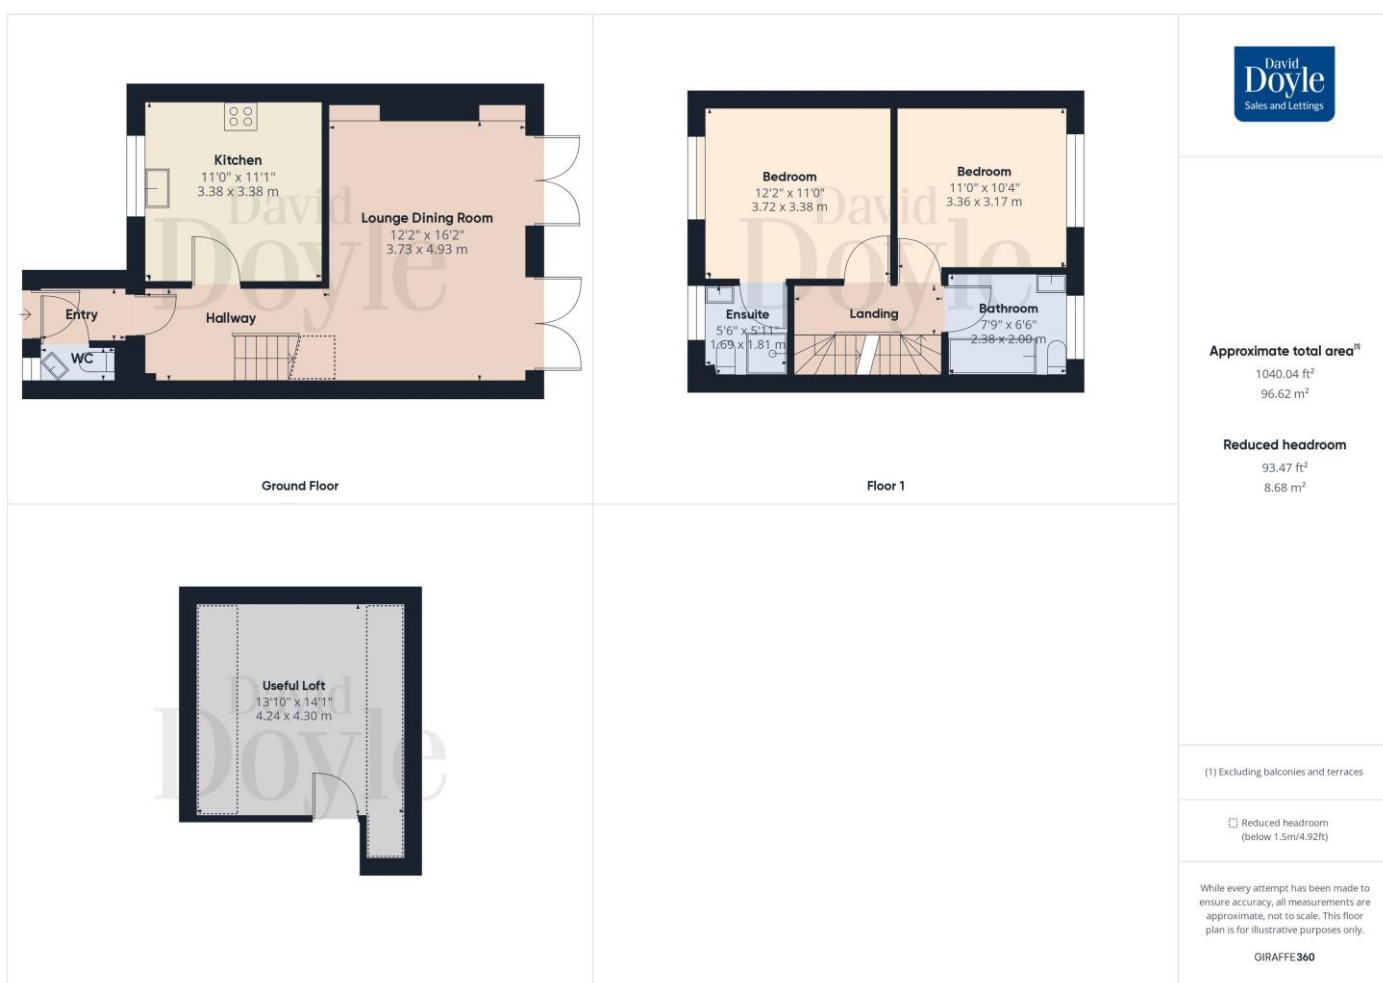 Kitchen
11'0" x 11'1"
3.38 x 3.38 m
Lounge Dining Room
12'2" x 16'2"
3.73 x 4.93 m
Entry
Hallway
WC
David
Doyle
Ground Floor
Bedroom
12'2" x 11'0"
3.72 x 3.38 m
Bedroom
11'0" x 10'4"
3.36 x 3.17 m
Ensuite
5'6" x 5'11"
1.69 x 1.81 m
Landing
Bathroom
7'9" x 6'6"
2.38 x 2.00 m
David
Doyle
Floor 1
Useful Loft
13'10" x 14'1"
4.24 x 4.30 m
David
Doyle
David
Doyle
Sales and Lettings
Approximate total area(1)
1040.04 ft²
96.62 m²
Reduced headroom
93.47 ft²
8.68 m²
(1) Excluding balconies and terraces
Reduced headroom
(below 1.5m/4.92ft)
While every attempt has been made to
ensure accuracy, all measurements are
approximate, not to scale. This floor
plan is for illustrative purposes only.
GIRAFFE360